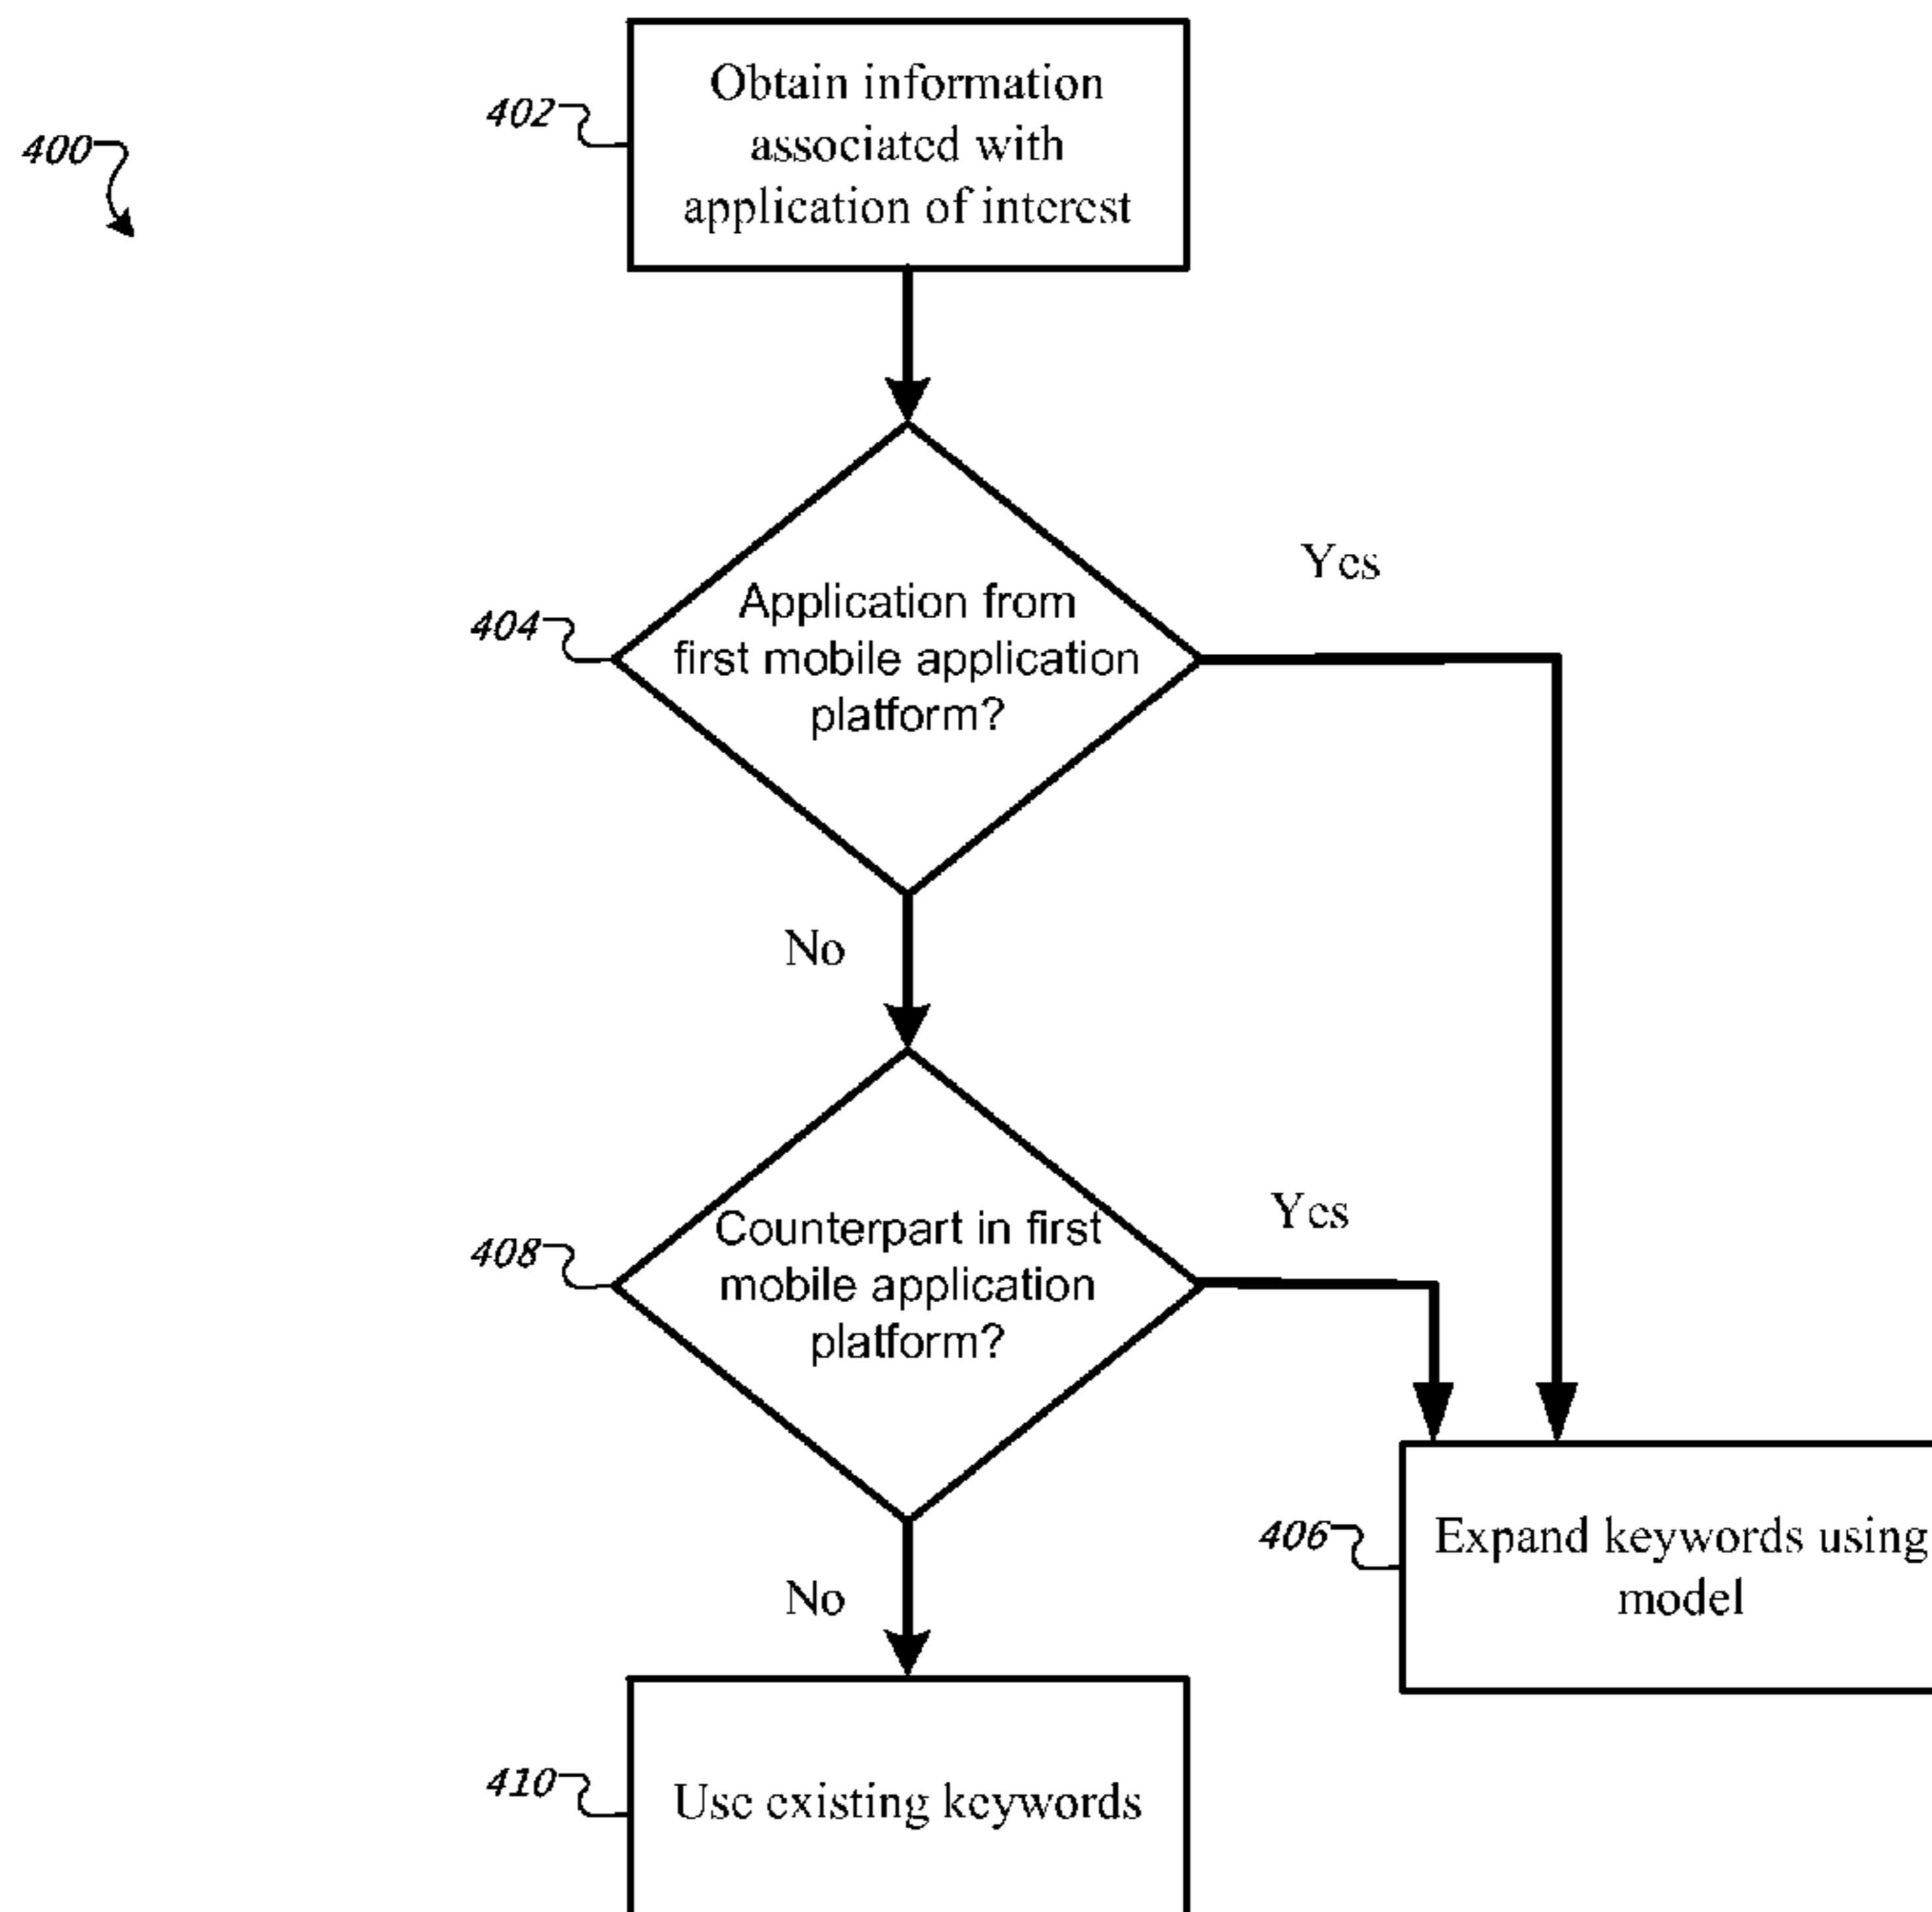 400
402
Obtain information
associated with
application of interest
404
Application from
first mobile application
platform?
Yes
No
408
Counterpart in first
mobile application
platform?
Yes
406
Expand keywords using
model
No
410
Use existing keywords